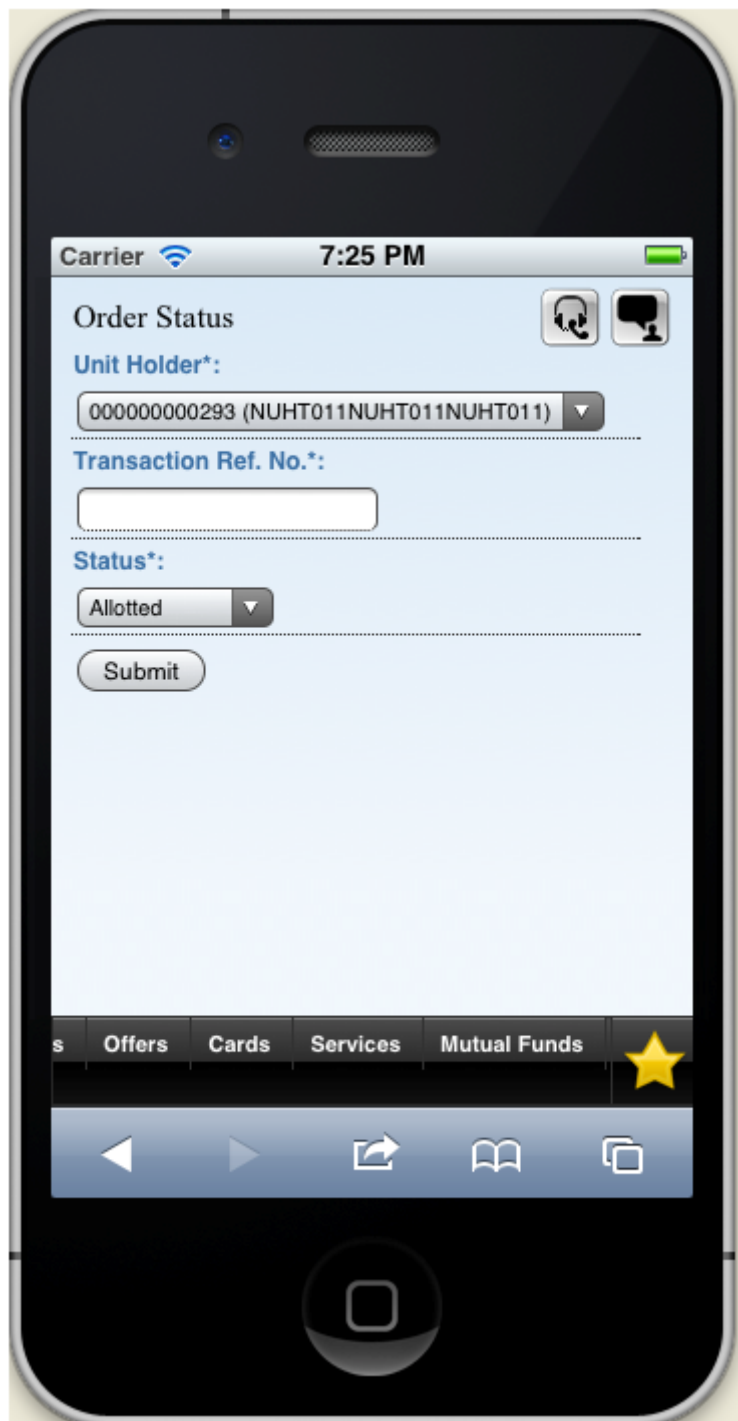 Carrier 7:25 PM
Order Status
Unit Holder*:
000000000293 (NUHT011NUHT011NUHT011)
Transaction Ref. No.*:
Status*:
Allotted
Submit
s Offers Cards Services Mutual Funds